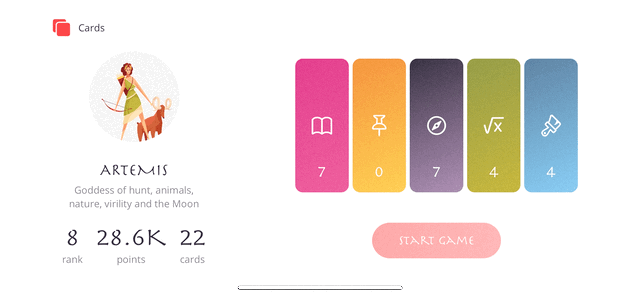 Cards
ARTEMIS
Goddess of hunt, animals,
nature, virility and the Moon
8 28.6K 22
rank points cards
7 0 7 4 4
START GAME